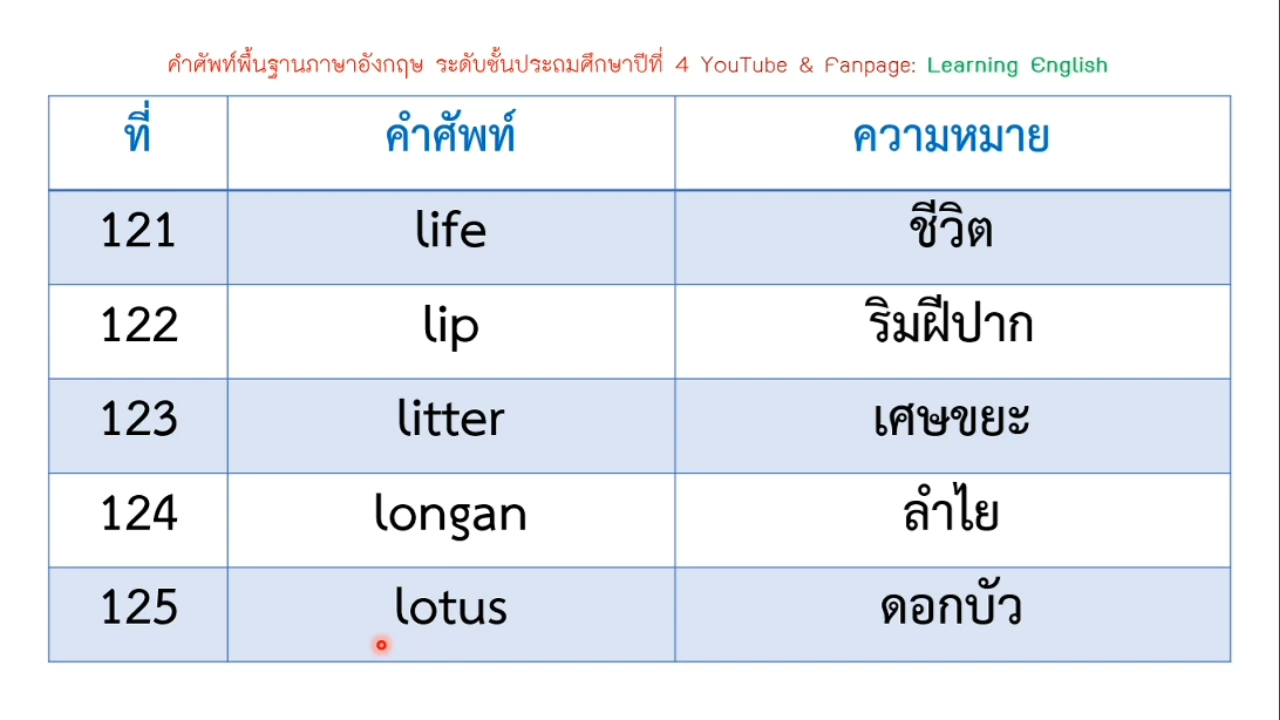 คำศัพท์พื้นฐานภาษาอังกฤษ ระดับชั้นประถมศึกษาปีที่ 4 YouTube & Fanpage: Learning English
ที่ คำศัพท์ ความหมาย
121 life ชีวิต
122 lip ริมฝีปาก
123 litter เศษขยะ
124 longan ลำไย
125 lotus ดอกบัว